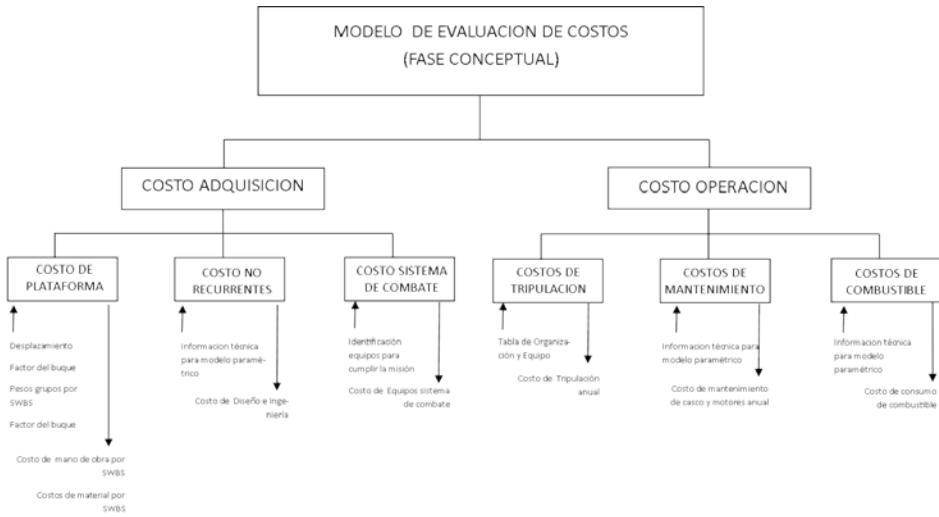 MODELO DE EVALUACION DE COSTOS
(FASE CONCEPTUAL)
COSTO ADQUISICION
COSTO OPERACION
COSTO DE
PLATAFORMA
COSTO NO
RECURRENTES
COSTO SISTEMA
DE COMBATE
COSTOS DE
TRIPULACION
COSTOS DE
MANTENIMIENTO
COSTOS DE
COMBUSTIBLE
Desplazamiento
Factor del buque
Pesos grupos por
SWBS
Factor del buque
Costo de mano de obra por
SWBS
Costos de material por
SWBS
Informacion técnica
para modelo paramé-
trico
Costo de Diseño e Inge-
niería
Identificación
equipos para
cumplir la misión
Costo de Equipos sistema
de combate
Tabla de Organiza-
ción y Equipo
Costo de Tripulación
anual
Informacion técnica para
modelo paramétrico
Costo de mantenimiento
de casco y motores anual
Informacion técnica
para modelo
paramétrico
Costo de consumo
de combustible